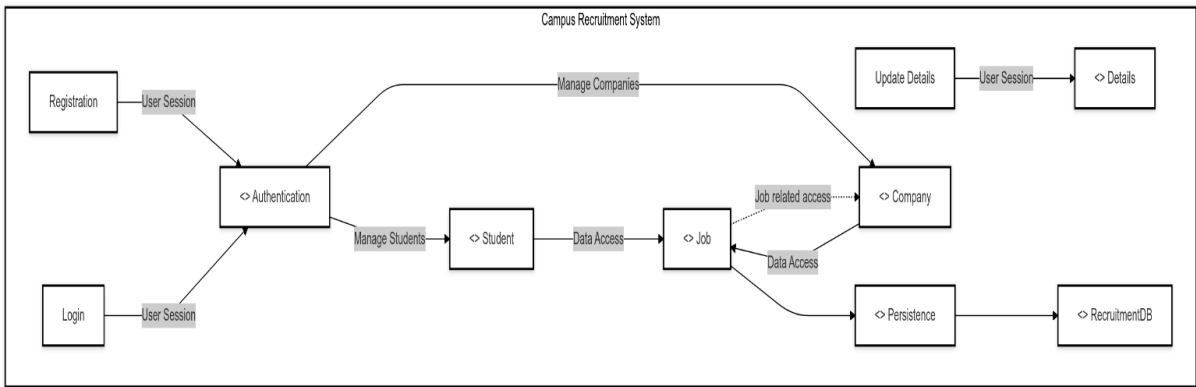 Campus Recruitment System
Manage Companies
Update Details
User Session
<> Details
Registration
User Session
<> Authentication
Job related access
<> Company
Manage Students
<> Student
Data Access
<> Job
Data Access
Login
User Session
<> Persistence
<> RecruitmentDB